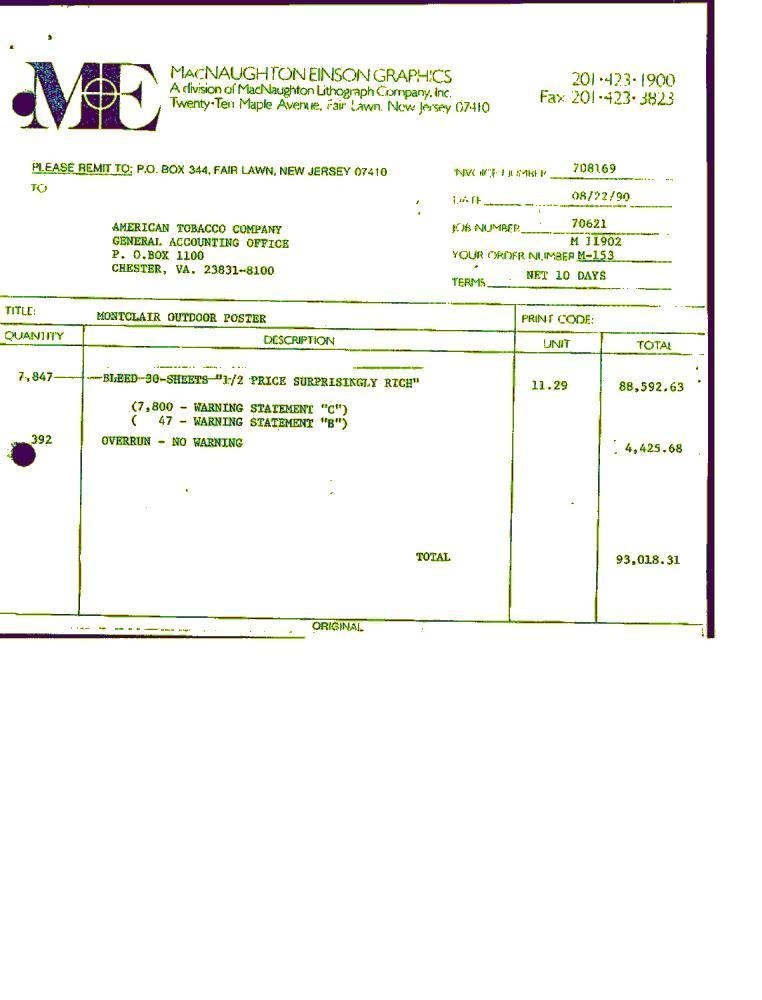 ME
MACNAUGHTON EINSON GRAPHICS
A division of MacNaughton Lithograph Company, Inc.
Twenty-Ten Maple Avenue, Fair Lawn, New Jersey 07410
201-423-1900
Fax 201-423-3823
PLEASE REMIT TO: P.O. BOX 344, FAIR LAWN, NEW JERSEY 07410
TO
INVOICE NUMBER 708169
DATE 08/22/90
JOB NUMBER 70621
M 11902
YOUR ORDER NUMBER M-153
TERMS NET 10 DAYS
AMERICAN TOBACCO COMPANY
GENERAL ACCOUNTING OFFICE
P. O.BOX 1100
CHESTER, VA. 23831-8100
TITLE: MONTCLAIR OUTDOOR POSTER PRINT CODE:
QUANTITY DESCRIPTION UNIT TOTAL
7,847 BLEED 30-SHEETS "1/2 PRICE SURPRISINGLY RICH" 11.29 88,592.63
(7,800 - WARNING STATEMENT "C")
( 47 - WARNING STATEMENT "B")
392 OVERRUN - NO WARNING 4,425.68
TOTAL 93,018.31
ORIGINAL